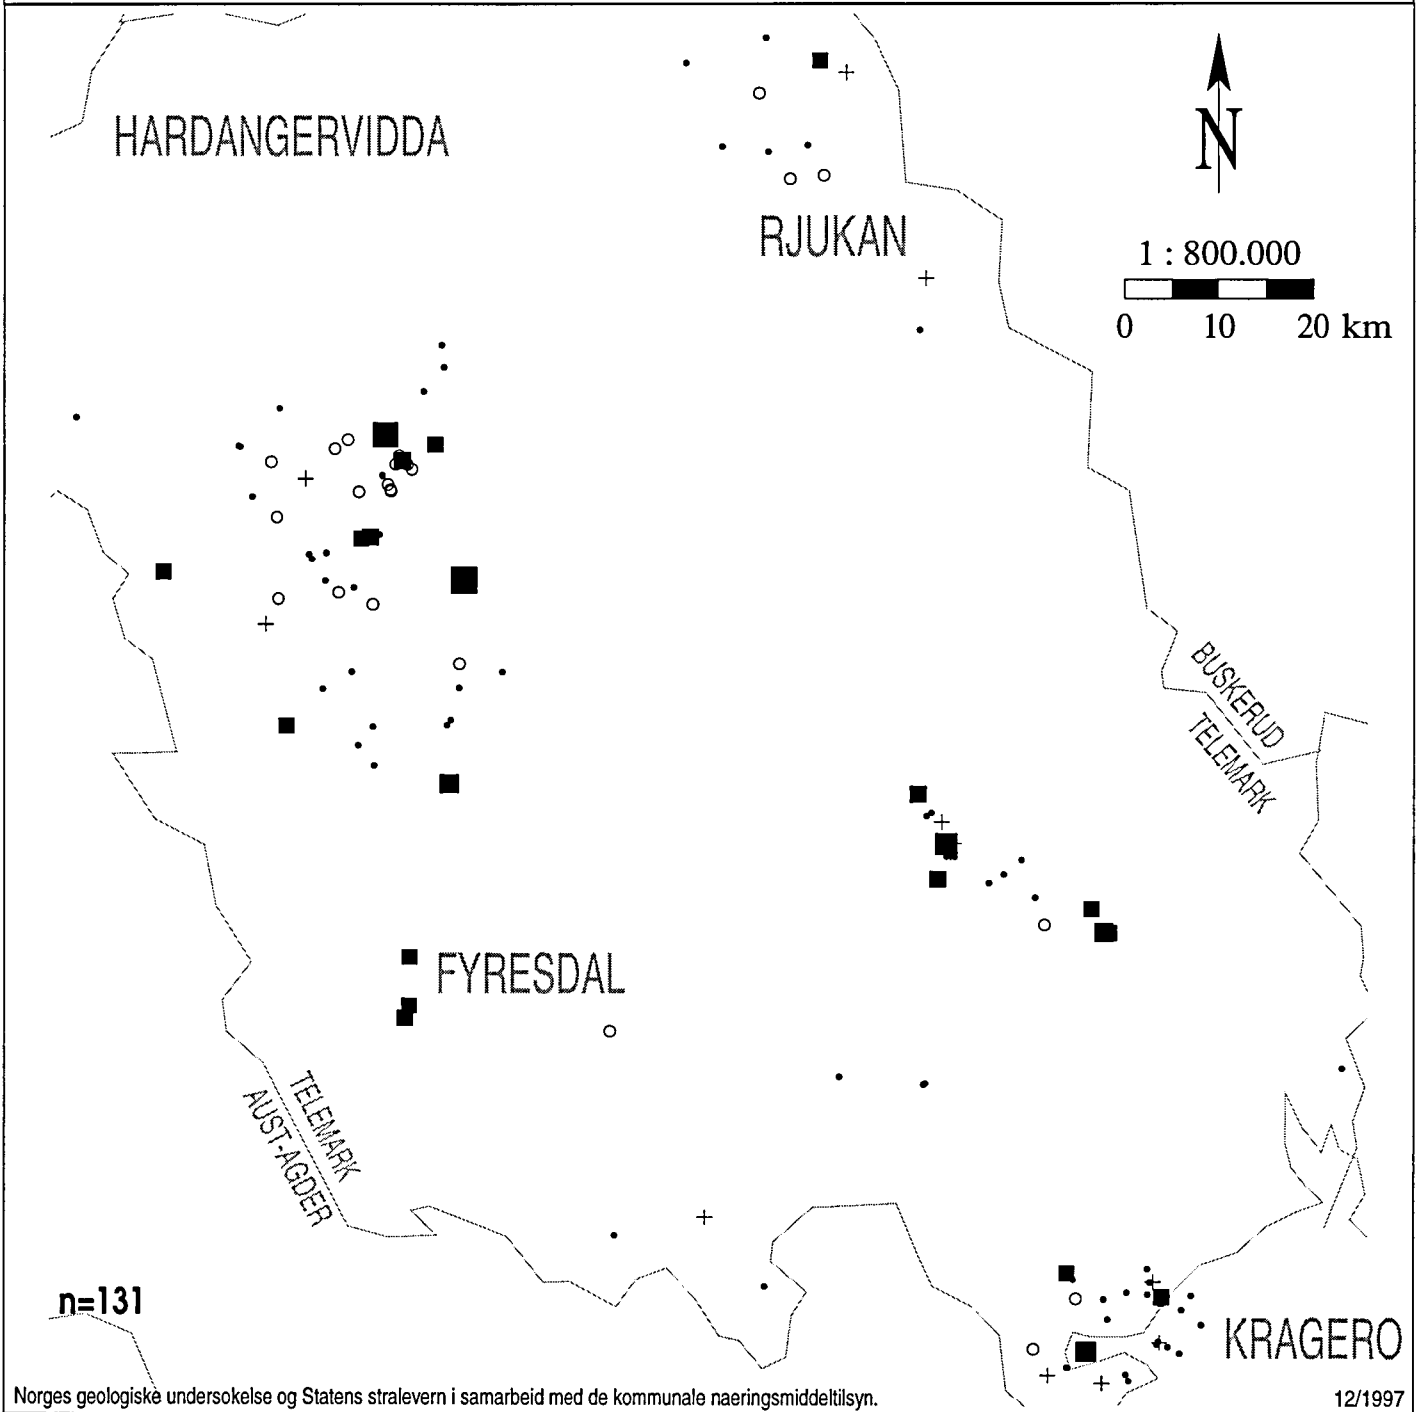 HARDANGERVIDDA
N
RJUKAN
1 : 800.000
0 10 20 km
BUSKERUD
TELEMARK
FYRESDAL
TELEMARK
AUST-AGDER
n=131
KRAGERO
Norges geologiske undersokelse og Statens stralevern i samarbeid med de kommunale naeringsmiddeltilsyn.
12/1997